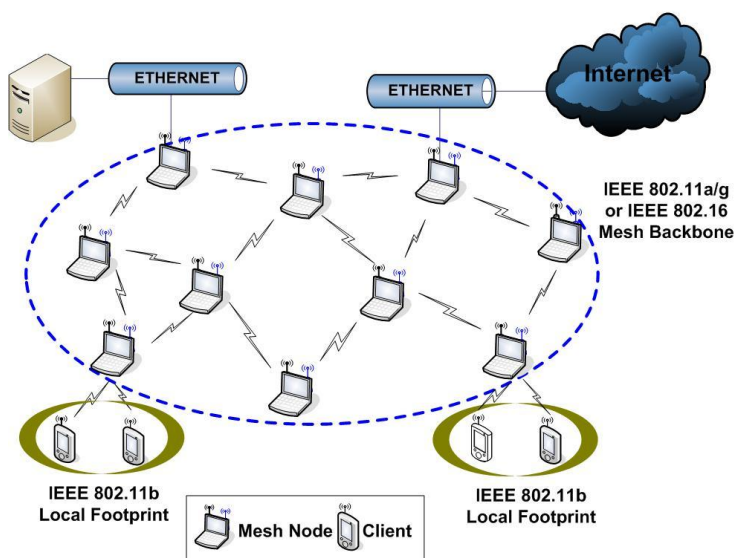 ETHERNET
ETHERNET
Internet
IEEE 802.11a/g
or IEEE 802.16
Mesh Backbone
IEEE 802.11b
Local Footprint
IEEE 802.11b
Local Footprint
Mesh Node
Client